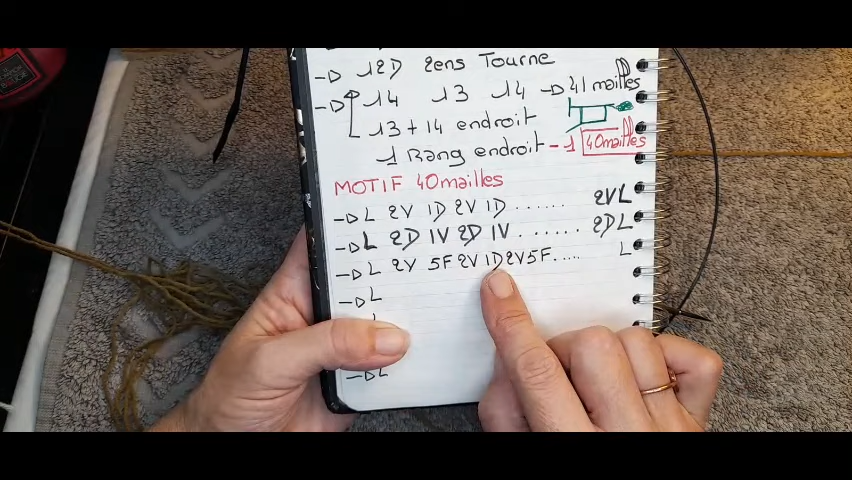 12D 2ens Tourne
14 13 14 41 mailles
13 + 14 endroit
1 Rang endroit - 1 40mailles
MOTIF 40mailles
L 2V 1D 2V 1D ...... 2VL
L 2D 1V 2D 1V ...... 2DL
L 2V 5F 2V 1D 2V 5F..... L
L
L